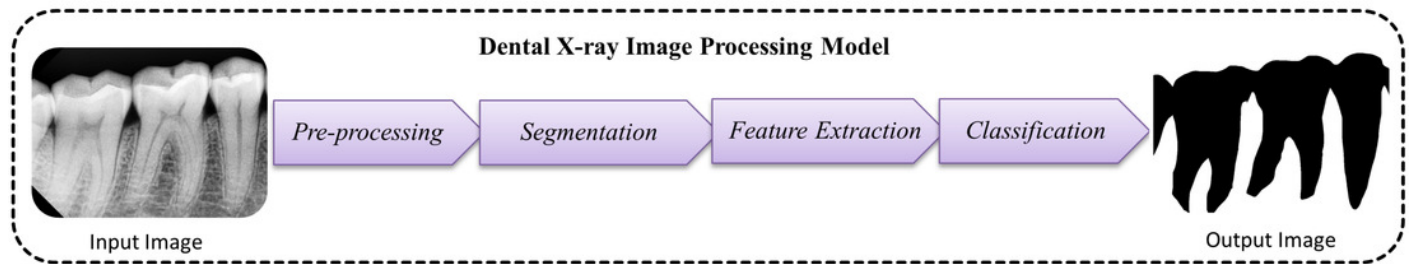 Dental X-ray Image Processing Model
Pre-processing
Segmentation
Feature Extraction
Classification
Input Image
Output Image